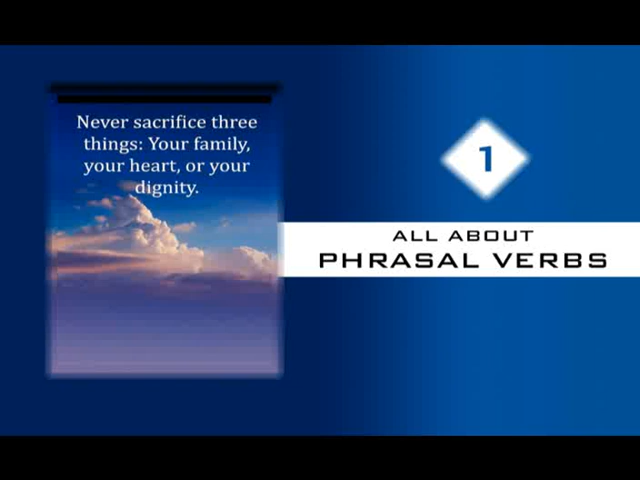 Never sacrifice three
things: Your family,
your heart, or your
dignity.
1
ALL ABOUT
PHRASAL VERBS